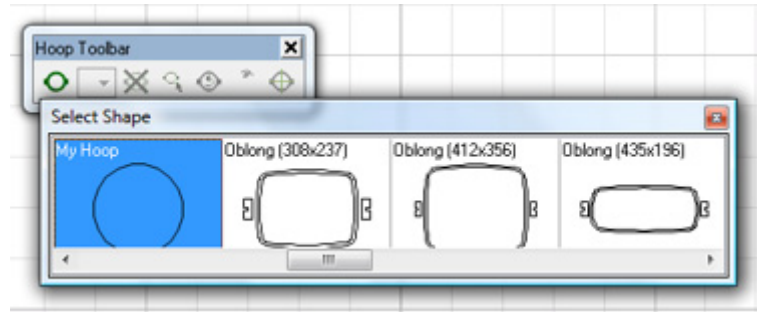 Hoop Toolbar
Select Shape
My Hoop
Oblong (308x237)
Oblong (412x356)
Oblong (435x196)